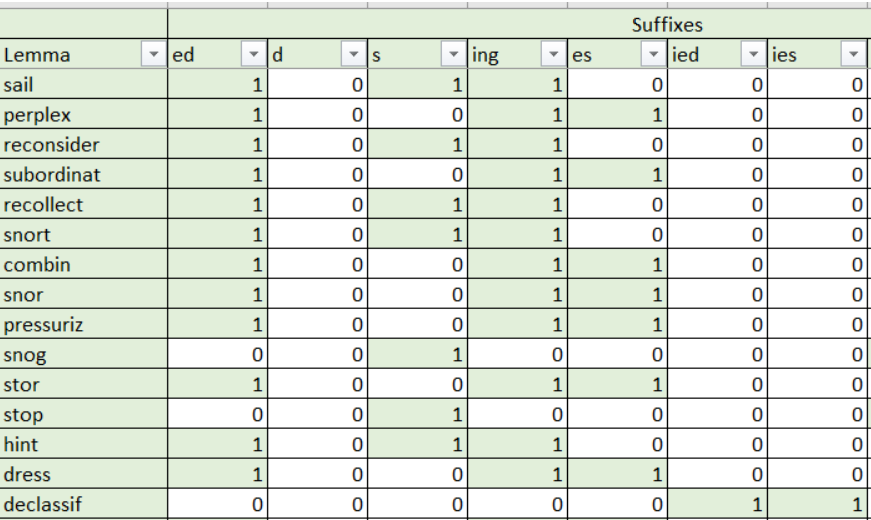 Suffixes
Lemma ed d s ing es ied ies
sail 1 0 1 1 0 0 0
perplex 1 0 0 1 1 0 0
reconsider 1 0 1 1 0 0 0
subordinat 1 0 0 1 1 0 0
recollect 1 0 1 1 0 0 0
snort 1 0 1 1 0 0 0
combin 1 0 0 1 1 0 0
snor 1 0 0 1 1 0 0
pressuriz 1 0 0 1 1 0 0
snog 0 0 1 0 0 0 0
stor 1 0 0 1 1 0 0
stop 0 0 1 0 0 0 0
hint 1 0 1 1 0 0 0
dress 1 0 0 1 1 0 0
declassif 0 0 0 0 0 1 1